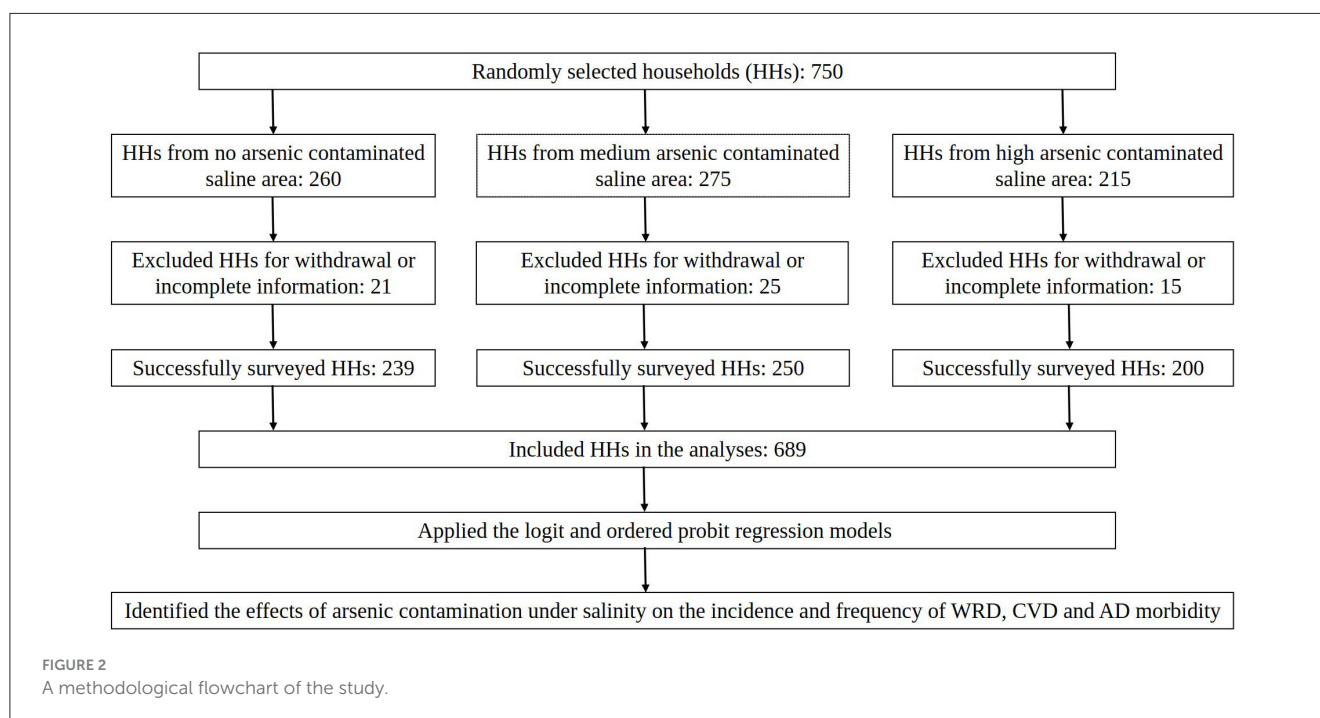 Randomly selected households (HHs): 750
HHs from no arsenic contaminated
saline area: 260
HHs from medium arsenic contaminated
saline area: 275
HHs from high arsenic contaminated
saline area: 215
Excluded HHs for withdrawal or
incomplete information: 21
Excluded HHs for withdrawal or
incomplete information: 25
Excluded HHs for withdrawal or
incomplete information: 15
Successfully surveyed HHs: 239
Successfully surveyed HHs: 250
Successfully surveyed HHs: 200
Included HHs in the analyses: 689
Applied the logit and ordered probit regression models
Identified the effects of arsenic contamination under salinity on the incidence and frequency of WRD, CVD and AD morbidity
FIGURE 2
A methodological flowchart of the study.